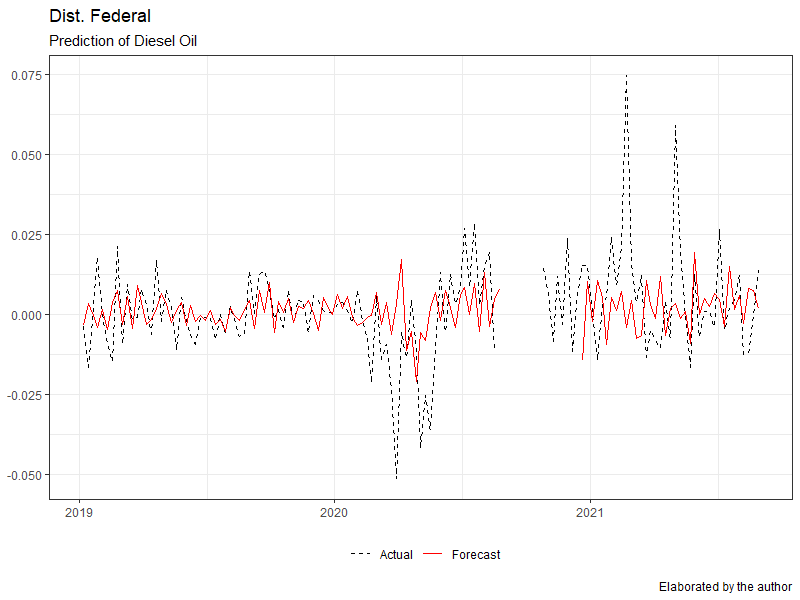 Dist. Federal
Prediction of Diesel Oil
0.075
0.050
0.025
0.000
-0.025
-0.050
2019 2020 2021
Actual Forecast
Elaborated by the author